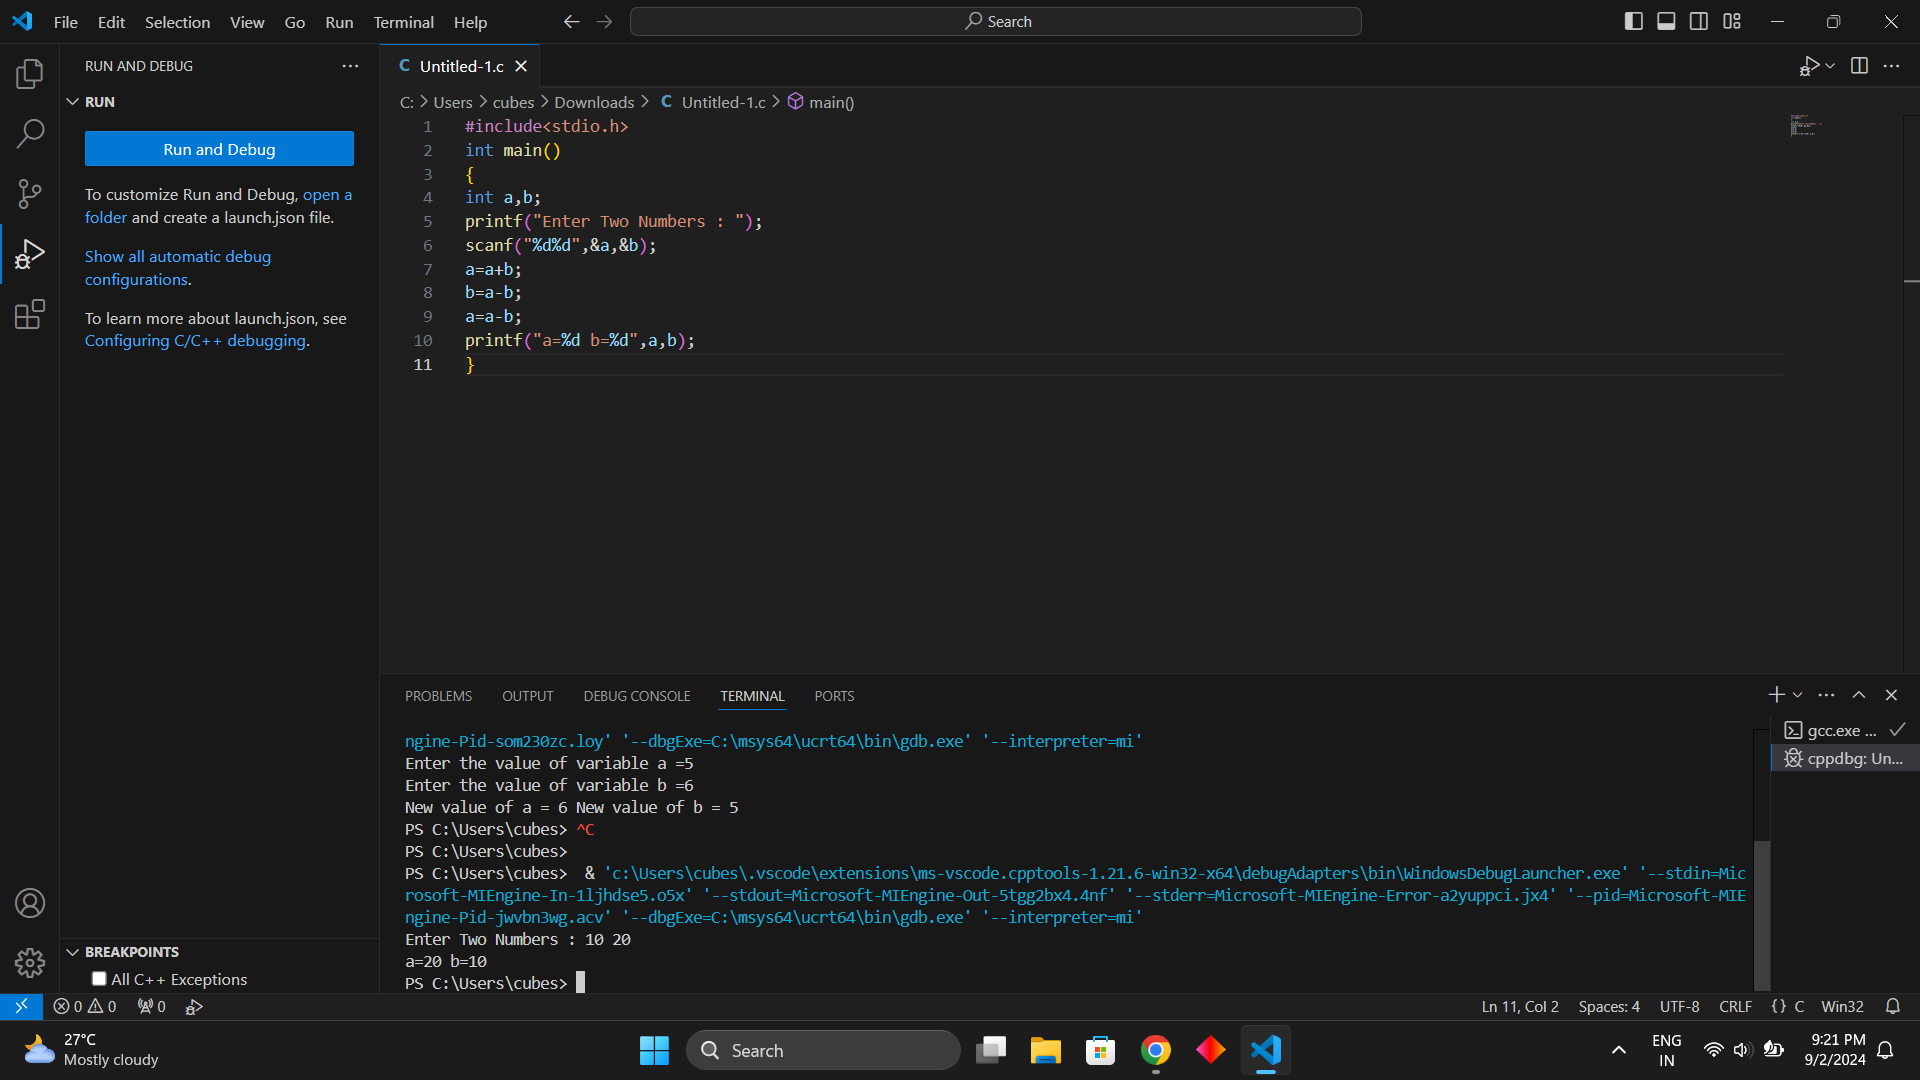 File Edit Selection View Go Run Terminal Help
Search
RUN AND DEBUG
RUN
Run and Debug
To customize Run and Debug, open a
folder and create a launch.json file.
Show all automatic debug
configurations.
To learn more about launch.json, see
Configuring C/C++ debugging.
BREAKPOINTS
All C++ Exceptions
C Untitled-1.c
C: > Users > cubes > Downloads > C Untitled-1.c > main()
1 #include<stdio.h>
2 int main()
3 {
4 int a,b;
5 printf("Enter Two Numbers : ");
6 scanf("%d%d",&a,&b);
7 a=a+b;
8 b=a-b;
9 a=a-b;
10 printf("a=%d b=%d",a,b);
11 }
PROBLEMS OUTPUT DEBUG CONSOLE TERMINAL PORTS
ngine-Pid-som230zc.loy' '--dbgExe=C:\msys64\ucrt64\bin\gdb.exe' '--interpreter=mi'
Enter the value of variable a =5
Enter the value of variable b =6
New value of a = 6 New value of b = 5
PS C:\Users\cubes> ^C
PS C:\Users\cubes>
PS C:\Users\cubes>  & 'c:\Users\cubes\.vscode\extensions\ms-vscode.cpptools-1.21.6-win32-x64\debugAdapters\bin\WindowsDebugLauncher.exe' '--stdin=Mic
rosoft-MIEngine-In-1ljhdse5.o5x' '--stdout=Microsoft-MIEngine-Out-5tgg2bx4.4nf' '--stderr=Microsoft-MIEngine-Error-a2yuppci.jx4' '--pid=Microsoft-MIE
ngine-Pid-jwvbn3wg.acv' '--dbgExe=C:\msys64\ucrt64\bin\gdb.exe' '--interpreter=mi'
Enter Two Numbers : 10 20
a=20 b=10
PS C:\Users\cubes>
gcc.exe ...
cppdbg: Un...
0 0 0
Ln 11, Col 2 Spaces: 4 UTF-8 CRLF {} C Win32
27°C
Mostly cloudy
Search
ENG
IN
9:21 PM
9/2/2024